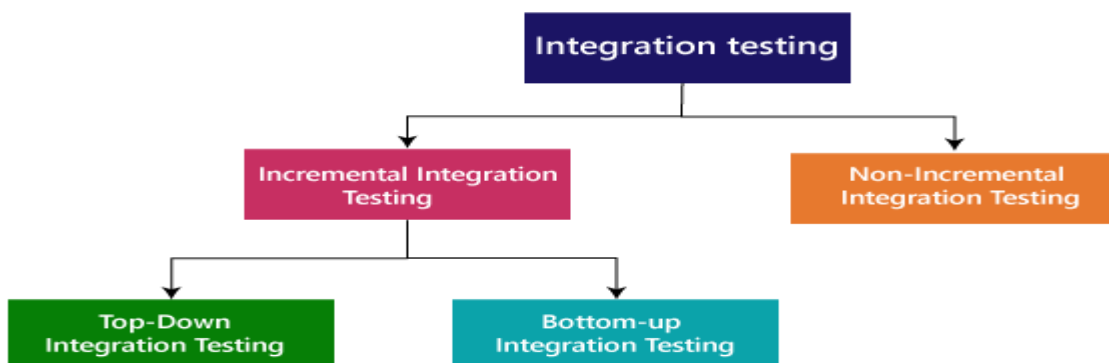 Integration testing
Incremental Integration
Testing
Non-Incremental
Integration Testing
Top-Down
Integration Testing
Bottom-up
Integration Testing